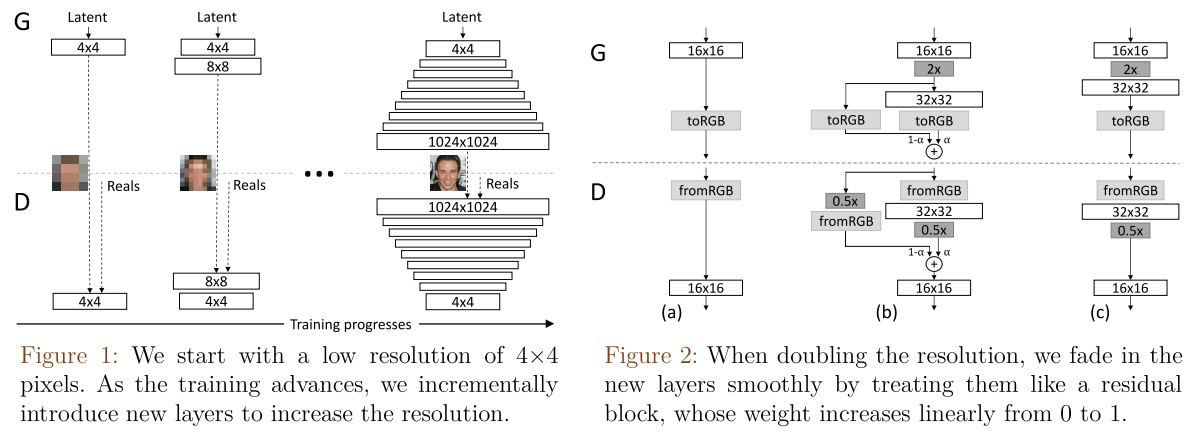 G
Latent
Latent
Latent
4x4
4x4
4x4
8x8
1024x1024
Reals
Reals
Reals
D
1024x1024
8x8
4x4
4x4
4x4
Training progresses
Figure 1: We start with a low resolution of 4×4
pixels. As the training advances, we incrementally
introduce new layers to increase the resolution.
G
16x16
16x16
16x16
2x
2x
32x32
32x32
toRGB
toRGB
toRGB
toRGB
1-α
α
+
D
fromRGB
fromRGB
fromRGB
0.5x
32x32
32x32
fromRGB
0.5x
0.5x
1-α
α
+
16x16
16x16
16x16
(a)
(b)
(c)
Figure 2: When doubling the resolution, we fade in the
new layers smoothly by treating them like a residual
block, whose weight increases linearly from 0 to 1.